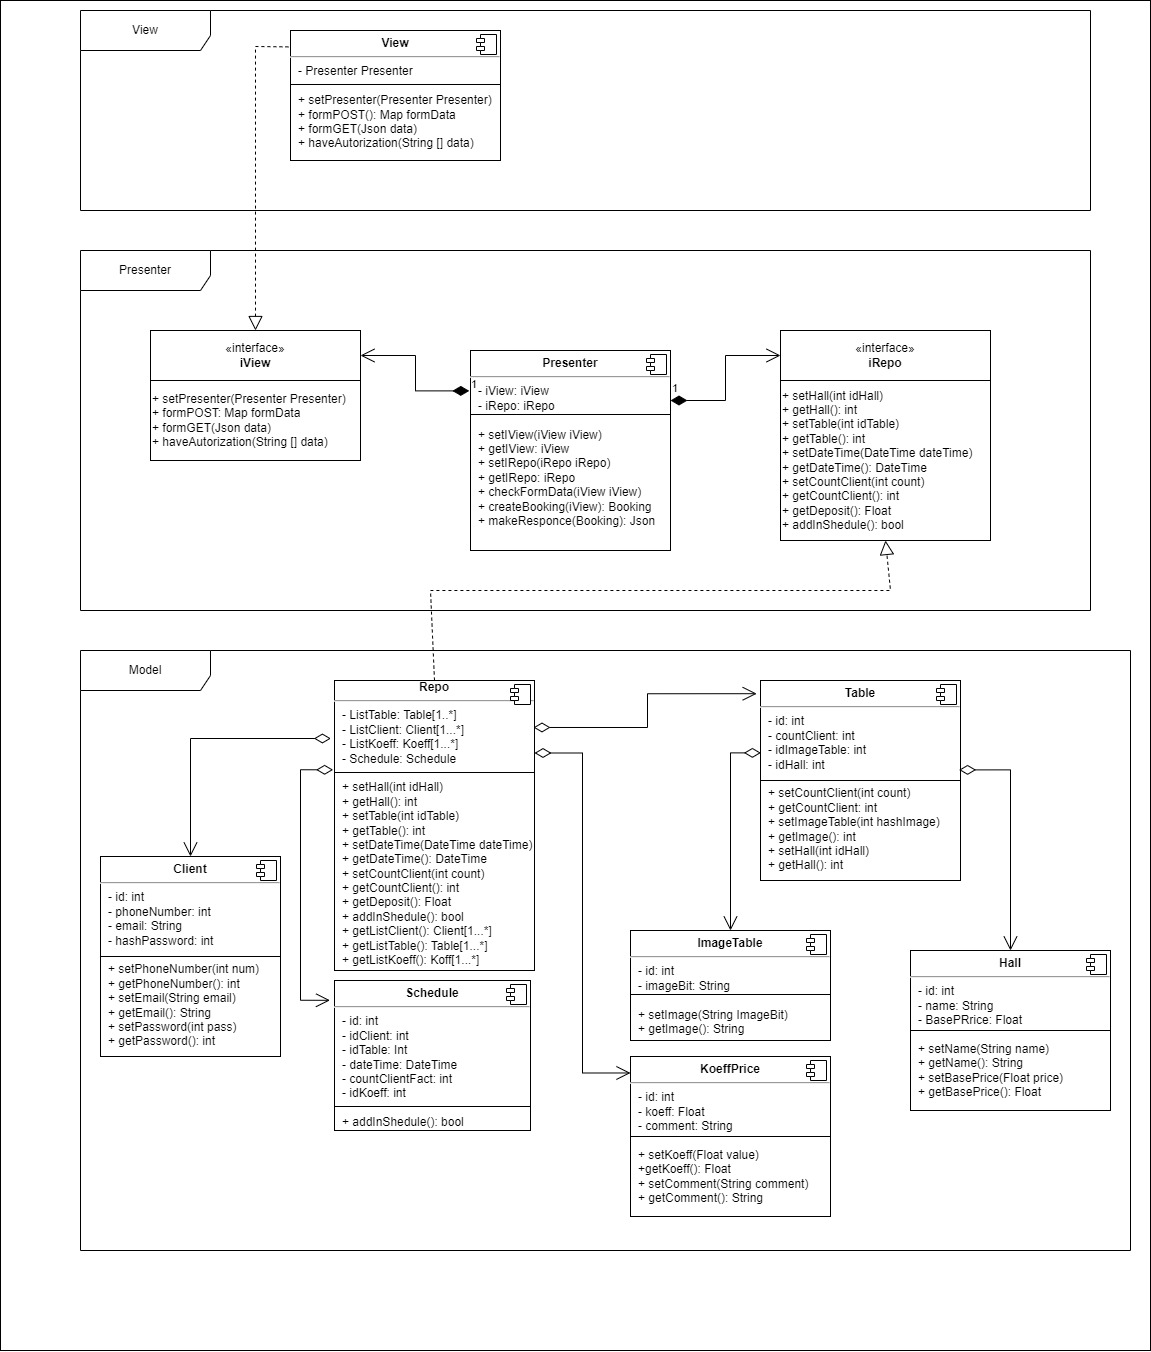 View
View
- Presenter Presenter
+ setPresenter(Presenter Presenter)
+ formPOST(): Map formData
+ formGET(Json data)
+ haveAutorization(String [] data)
Presenter
«interface»
iView
+ setPresenter(Presenter Presenter)
+ formPOST: Map formData
+ formGET(Json data)
+ haveAutorization(String [] data)
Presenter
1
- iView: iView
- iRepo: iRepo
1
+ setIView(iView iView)
+ getIView: iView
+ setIRepo(iRepo iRepo)
+ getIRepo: iRepo
+ checkFormData(iView iView)
+ createBooking(iView): Booking
+ makeResponce(Booking): Json
«interface»
iRepo
+ setHall(int idHall)
+ getHall(): int
+ setTable(int idTable)
+ getTable(): int
+ setDateTime(DateTime dateTime)
+ getDateTime(): DateTime
+ setCountClient(int count)
+ getCountClient(): int
+ getDeposit(): Float
+ addInShedule(): bool
Model
Repo
- ListTable: Table[1..*]
- ListClient: Client[1...*]
- ListKoeff: Koeff[1...*]
- Schedule: Schedule
+ setHall(int idHall)
+ getHall(): int
+ setTable(int idTable)
+ getTable(): int
+ setDateTime(DateTime dateTime)
+ getDateTime(): DateTime
+ setCountClient(int count)
+ getCountClient(): int
+ getDeposit(): Float
+ addInShedule(): bool
+ getListClient(): Client[1...*]
+ getListTable(): Table[1...*]
+ getListKoeff(): Koff[1...*]
Table
- id: int
- countClient: int
- idImageTable: int
- idHall: int
+ setCountClient(int count)
+ getCountClient: int
+ setImageTable(int hashImage)
+ getImage(): int
+ setHall(int idHall)
+ getHall(): int
Client
- id: int
- phoneNumber: int
- email: String
- hashPassword: int
+ setPhoneNumber(int num)
+ getPhoneNumber(): int
+ setEmail(String email)
+ getEmail(): String
+ setPassword(int pass)
+ getPassword(): int
Schedule
- id: int
- idClient: int
- idTable: Int
- dateTime: DateTime
- countClientFact: int
- idKoeff: int
+ addInShedule(): bool
ImageTable
- id: int
- imageBit: String
+ setImage(String ImageBit)
+ getImage(): String
KoeffPrice
- id: int
- koeff: Float
- comment: String
+ setKoeff(Float value)
+getKoeff(): Float
+ setComment(String comment)
+ getComment(): String
Hall
- id: int
- name: String
- BasePRrice: Float
+ setName(String name)
+ getName(): String
+ setBasePrice(Float price)
+ getBasePrice(): Float